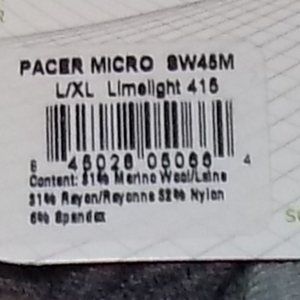 PACER MICRO SW45M
L/XL Limelight 415
6 45026 05066 4
Content: 31% Merino Wool/Laine
31% Rayon/Rayonne 32% Nylon
6% Spandex